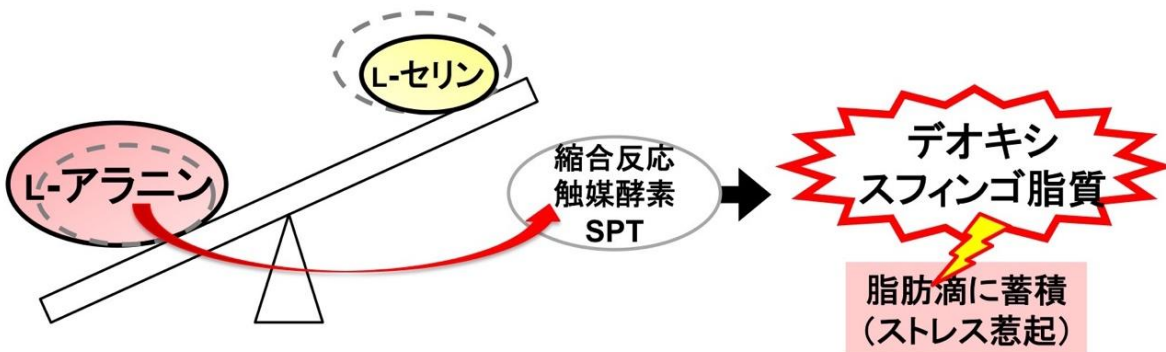 L-セリン
L-アラニン
縮合反応
触媒酵素
SPT
デオキシ
スフィンゴ脂質
脂肪滴に蓄積
（ストレス惹起）